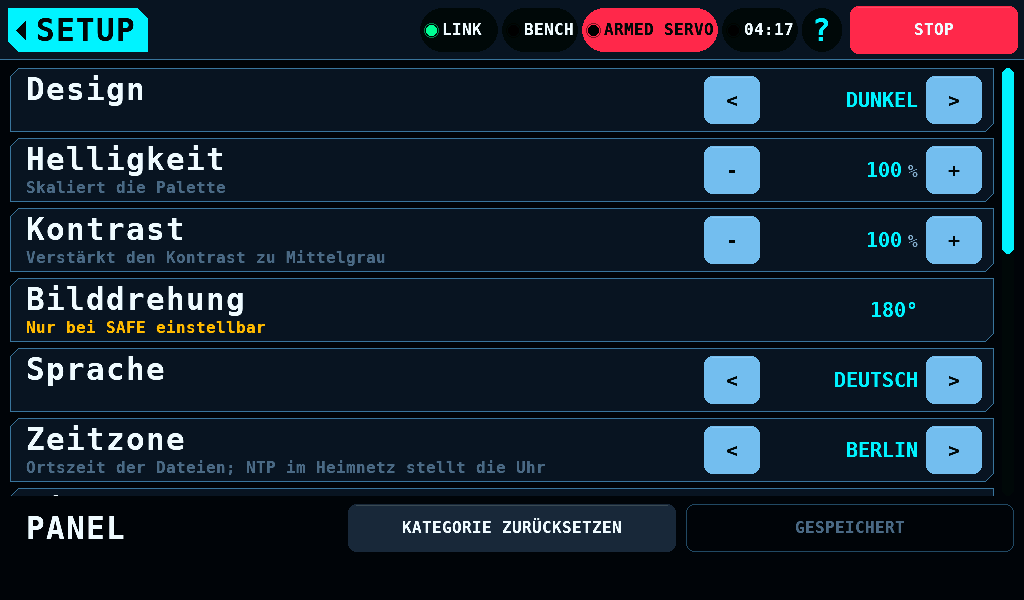 SETUP
LINK
BENCH
ARMED SERVO
04:17
?
STOP
Design
< DUNKEL >
Helligkeit
Skaliert die Palette
- 100 % +
Kontrast
Verstärkt den Kontrast zu Mittelgrau
- 100 % +
Bilddrehung
Nur bei SAFE einstellbar
180°
Sprache
< DEUTSCH >
Zeitzone
Ortszeit der Dateien; NTP im Heimnetz stellt die Uhr
< BERLIN >
PANEL
KATEGORIE ZURÜCKSETZEN
GESPEICHERT